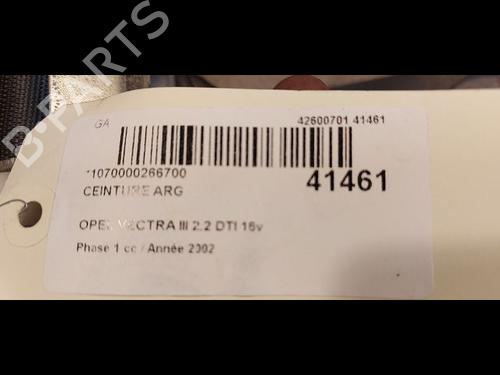 B-PARTS
GA
42600701 41461
*1070000266700
41461
CEINTURE ARG
OPEL VECTRA III 2.2 DTI 16v
Phase 1 cc / Année 2002